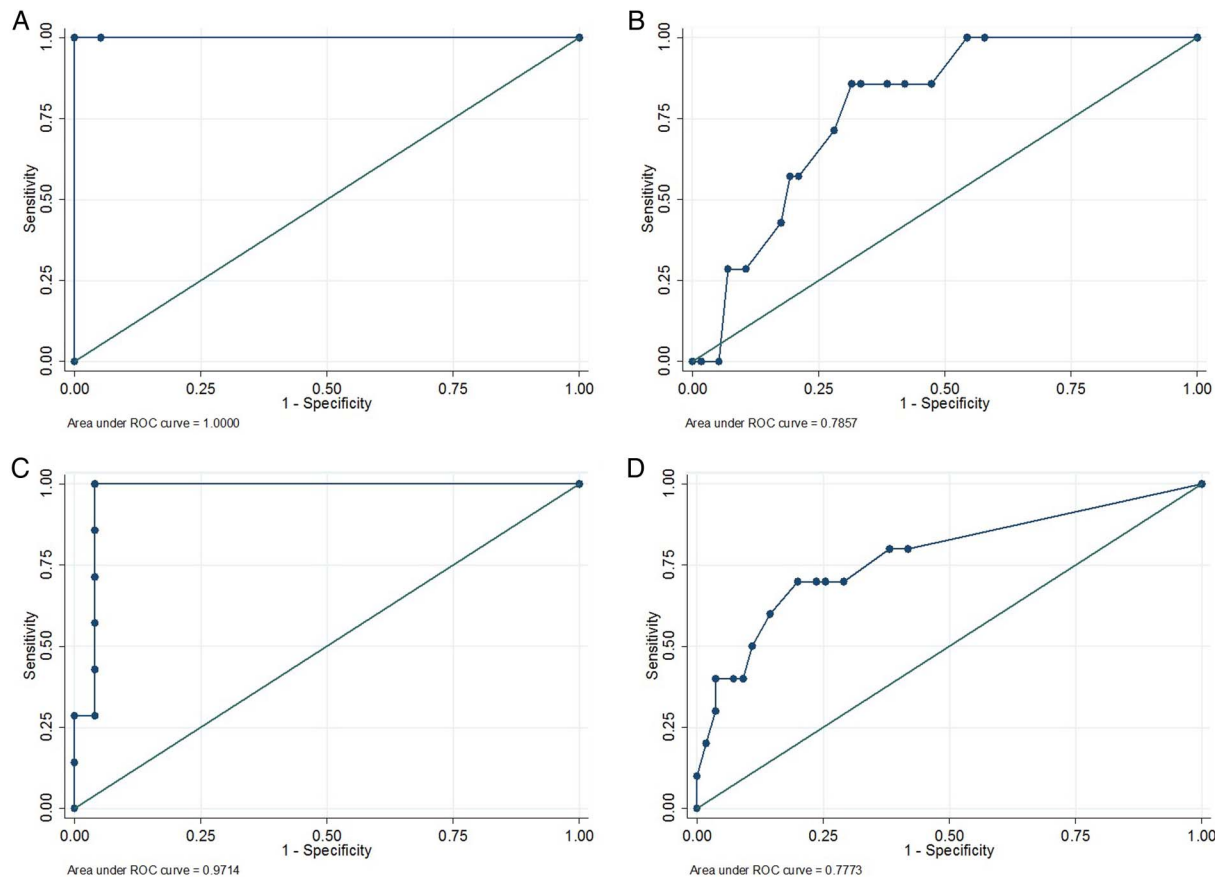 A
Sensitivity
1.00
0.75
0.50
0.25
0.00
0.00 0.25 0.50 0.75 1.00
1 - Specificity
Area under ROC curve = 1.0000
B
Sensitivity
1.00
0.75
0.50
0.25
0.00
0.00 0.25 0.50 0.75 1.00
1 - Specificity
Area under ROC curve = 0.7857
C
Sensitivity
1.00
0.75
0.50
0.25
0.00
0.00 0.25 0.50 0.75 1.00
1 - Specificity
Area under ROC curve = 0.9714
D
Sensitivity
1.00
0.75
0.50
0.25
0.00
0.00 0.25 0.50 0.75 1.00
1 - Specificity
Area under ROC curve = 0.7773